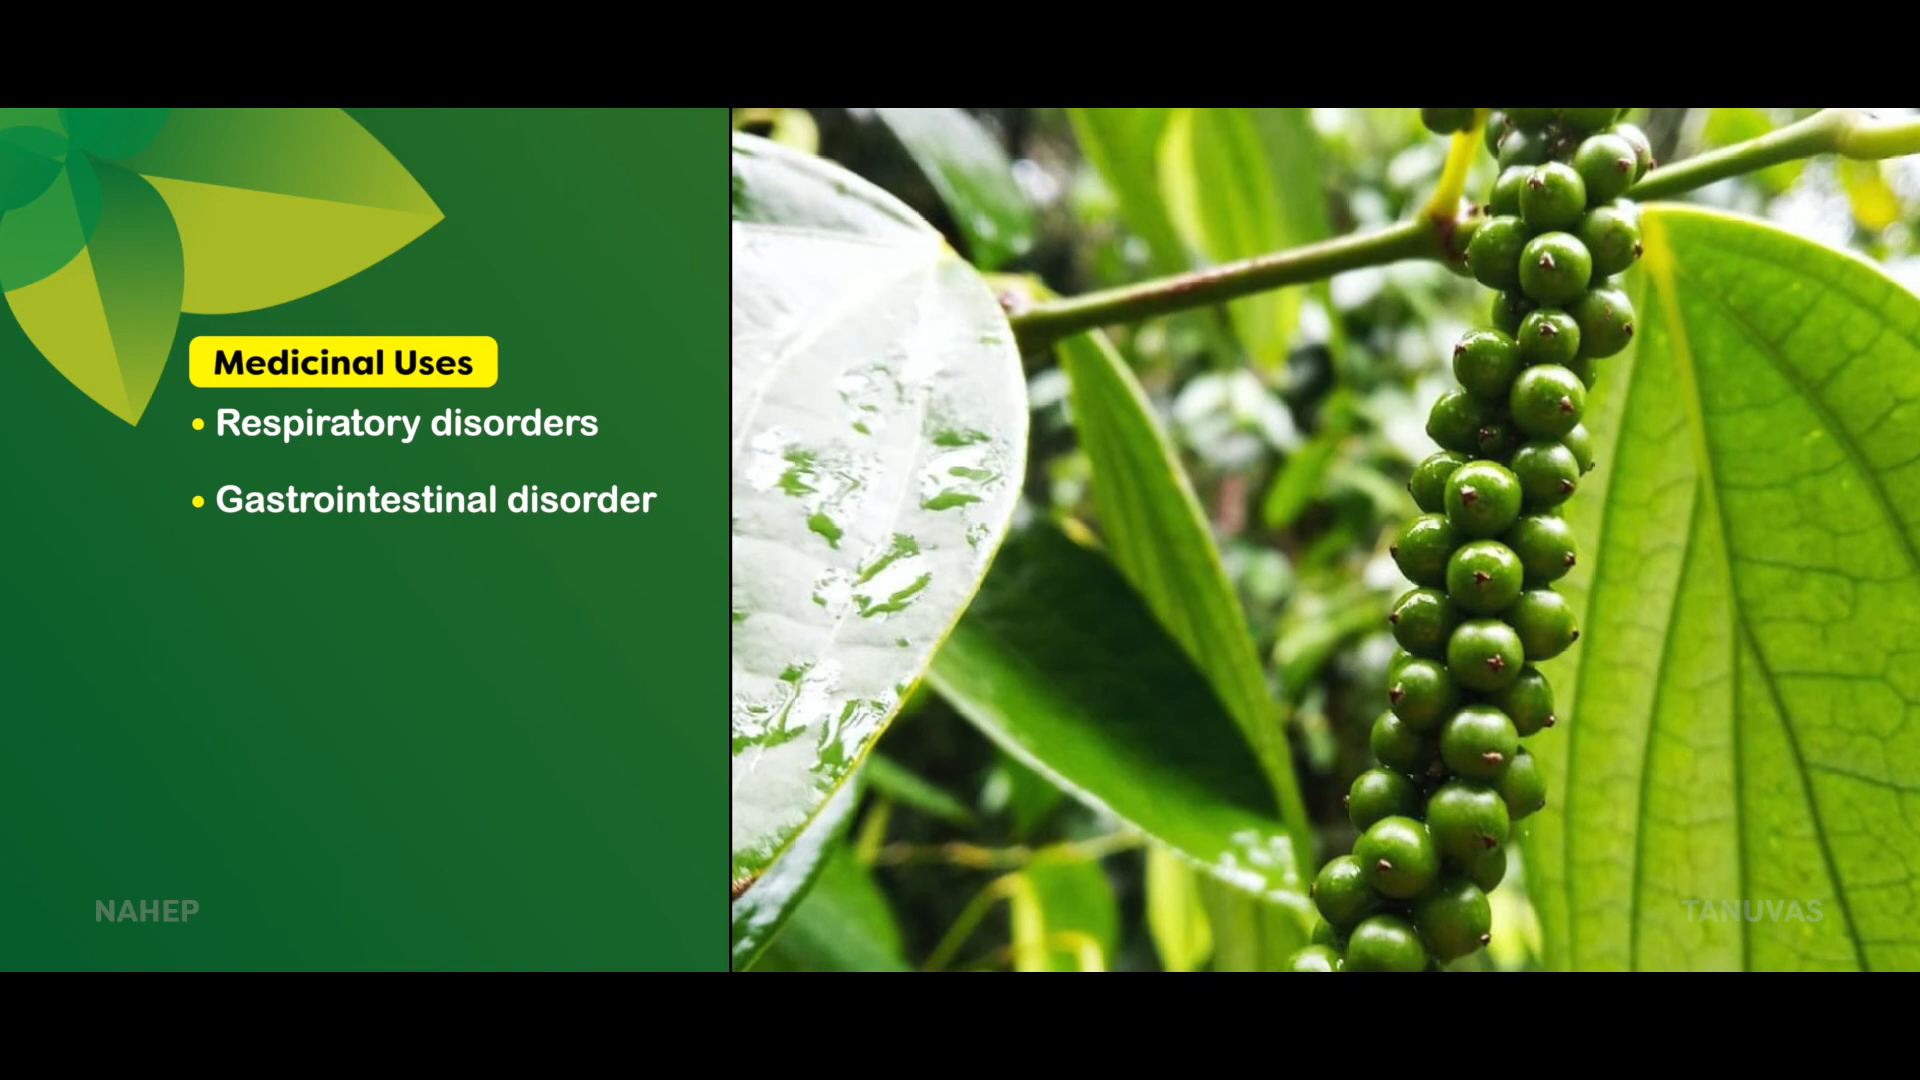 Medicinal Uses
• Respiratory disorders
• Gastrointestinal disorder
NAHEP
TANUVAS